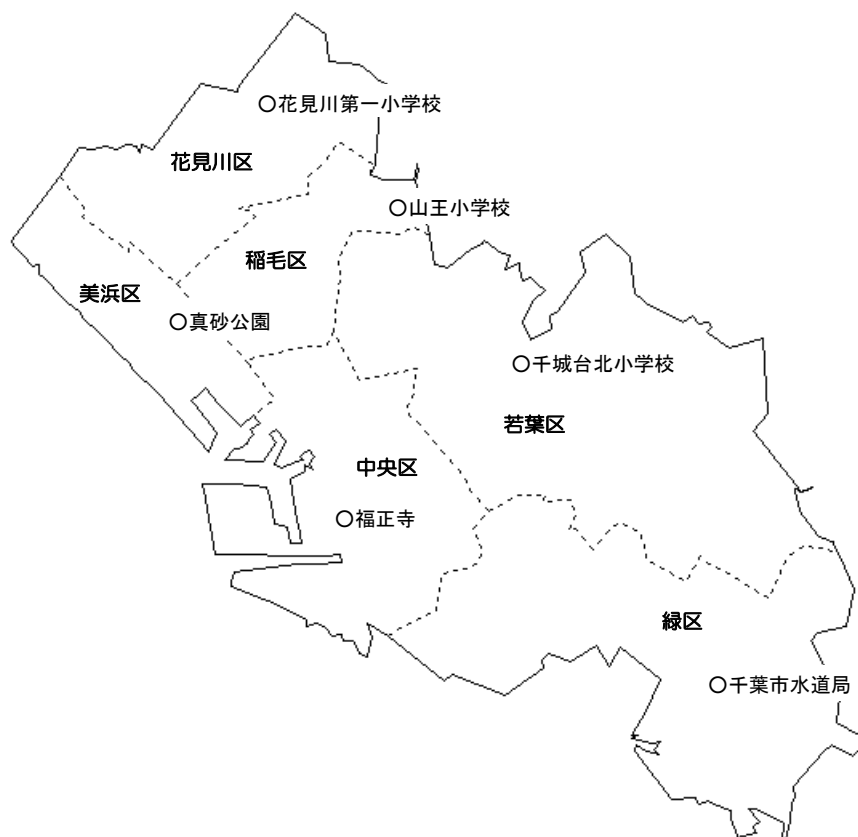 ○花見川第一小学校
花見川区
○山王小学校
稲毛区
美浜区
○真砂公園
○千城台北小学校
若葉区
中央区
○福正寺
緑区
○千葉市水道局